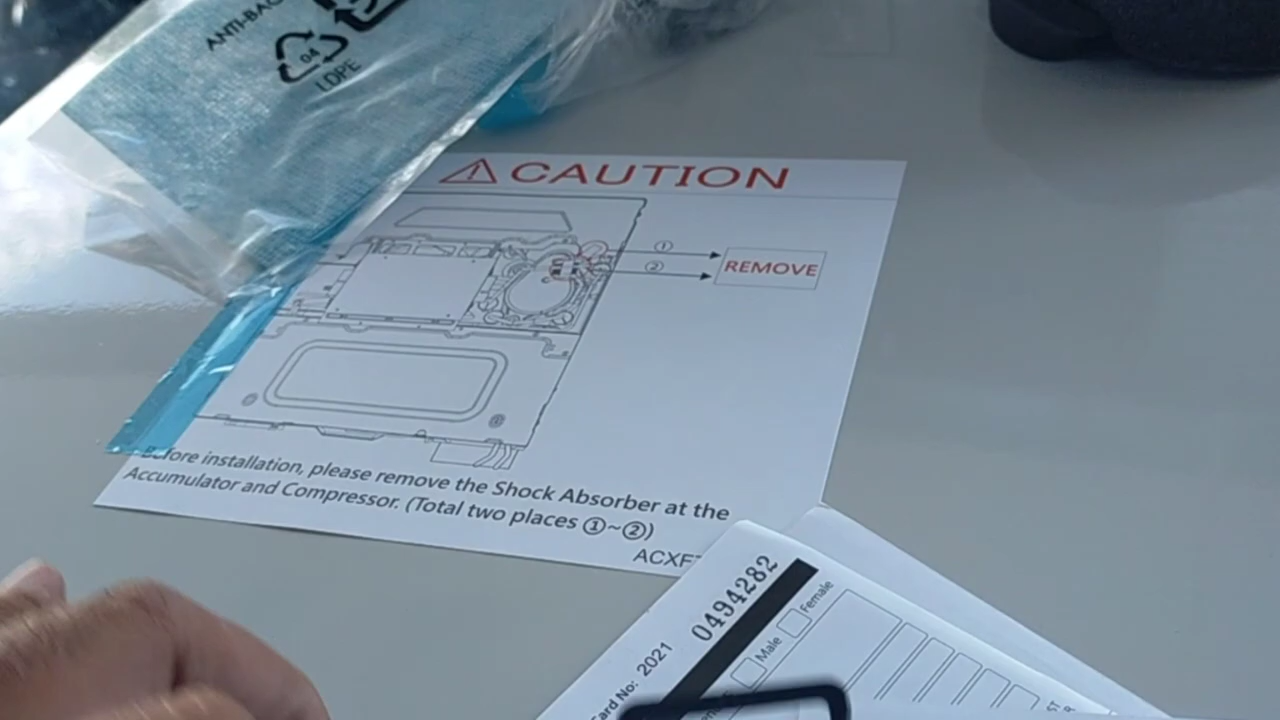 ANTI-BAC
04
LDPE
CAUTION
①
②
REMOVE
Before installation, please remove the Shock Absorber at the
Accumulator and Compressor. (Total two places ①~②)
ACXF
0494282
Card No: 2021
Male
Female